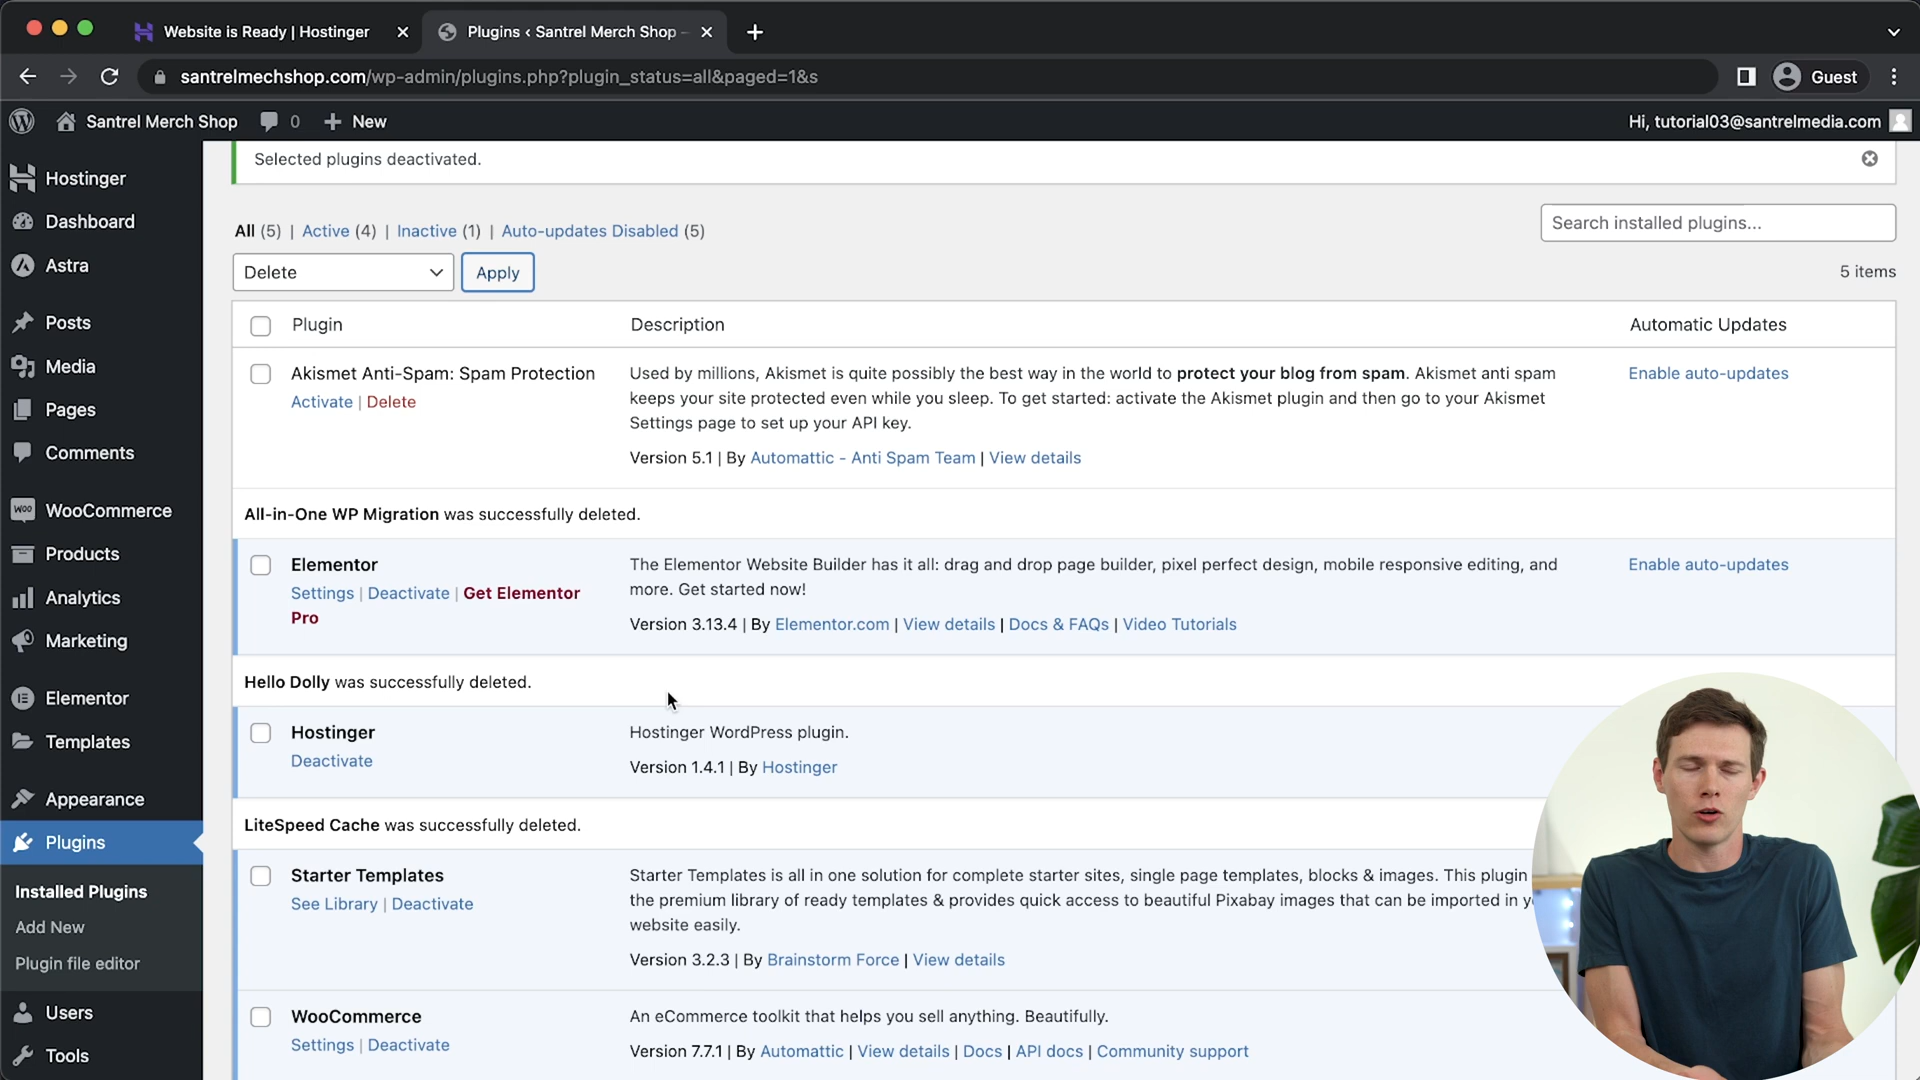 Website is Ready | Hostinger
Plugins ‹ Santrel Merch Shop –
santrelmechshop.com/wp-admin/plugins.php?plugin_status=all&paged=1&s
Guest
Santrel Merch Shop
0
New
Hi, tutorial03@santrelmedia.com
Hostinger
Dashboard
Astra
Posts
Media
Pages
Comments
WooCommerce
Products
Analytics
Marketing
Elementor
Templates
Appearance
Plugins
Installed Plugins
Add New
Plugin file editor
Users
Tools
Selected plugins deactivated.
All (5) | Active (4) | Inactive (1) | Auto-updates Disabled (5)
Search installed plugins...
Delete
Apply
5 items
Plugin
Description
Automatic Updates
Akismet Anti-Spam: Spam Protection
Activate | Delete
Used by millions, Akismet is quite possibly the best way in the world to protect your blog from spam. Akismet anti spam
keeps your site protected even while you sleep. To get started: activate the Akismet plugin and then go to your Akismet
Settings page to set up your API key.
Version 5.1 | By Automattic - Anti Spam Team | View details
Enable auto-updates
All-in-One WP Migration was successfully deleted.
Elementor
Settings | Deactivate | Get Elementor
Pro
The Elementor Website Builder has it all: drag and drop page builder, pixel perfect design, mobile responsive editing, and
more. Get started now!
Version 3.13.4 | By Elementor.com | View details | Docs & FAQs | Video Tutorials
Enable auto-updates
Hello Dolly was successfully deleted.
Hostinger
Deactivate
Hostinger WordPress plugin.
Version 1.4.1 | By Hostinger
LiteSpeed Cache was successfully deleted.
Starter Templates
See Library | Deactivate
Starter Templates is all in one solution for complete starter sites, single page templates, blocks & images. This plugin
the premium library of ready templates & provides quick access to beautiful Pixabay images that can be imported in
website easily.
Version 3.2.3 | By Brainstorm Force | View details
WooCommerce
Settings | Deactivate
An eCommerce toolkit that helps you sell anything. Beautifully.
Version 7.7.1 | By Automattic | View details | Docs | API docs | Community support